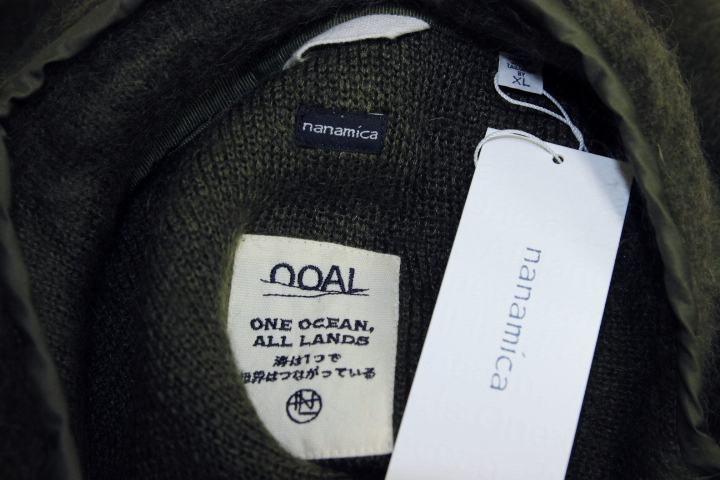 XL
nanamica
nanamica
OOAL
ONE OCEAN,
ALL LANDS
海は1つで
世界はつながっている